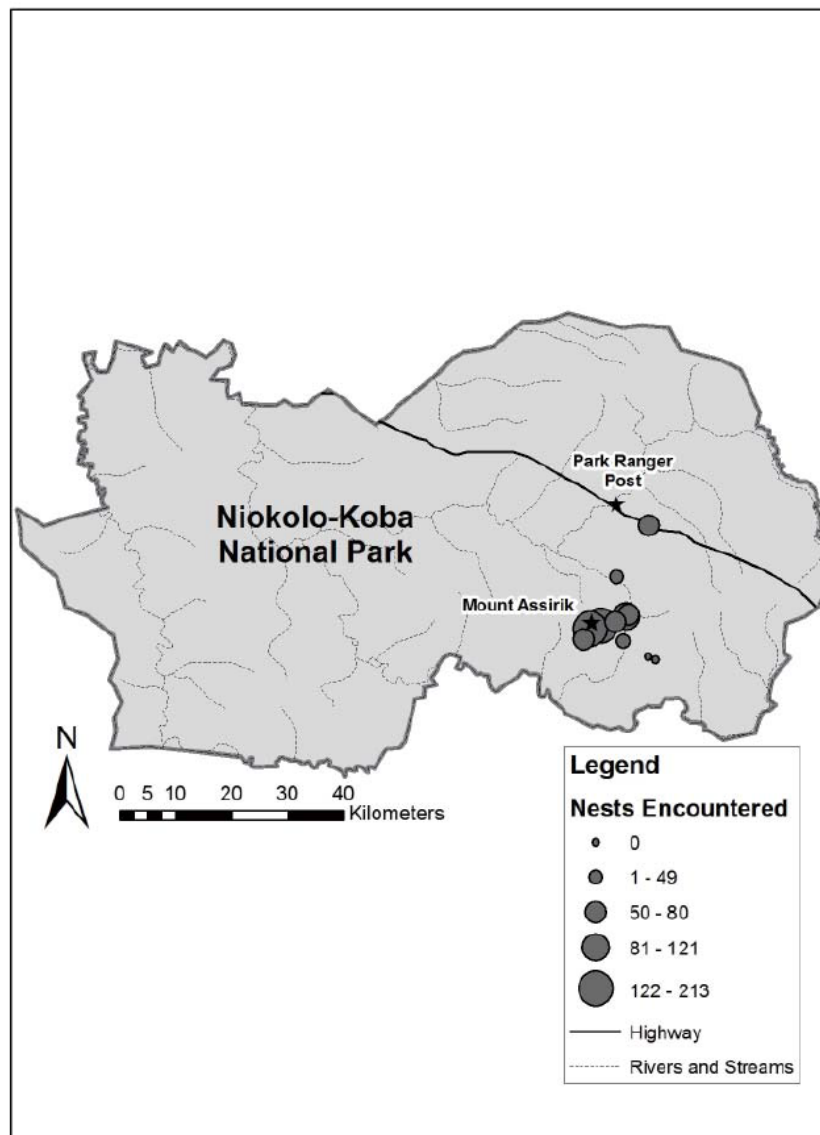 Park Ranger
Post
Niokolo-Koba
National Park
Mount Assirik
N
0 5 10 20 30 40
Kilometers
Legend
Nests Encountered
0
1 - 49
50 - 80
81 - 121
122 - 213
Highway
Rivers and Streams